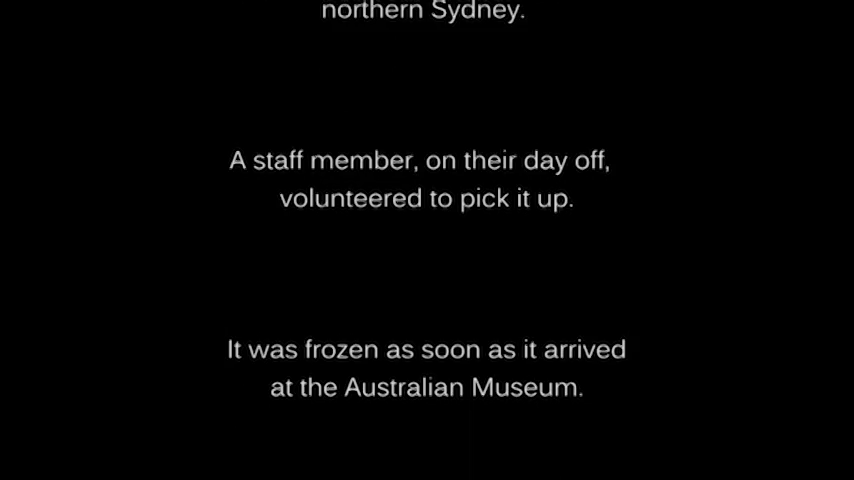 northern Sydney.
A staff member, on their day off,
volunteered to pick it up.
It was frozen as soon as it arrived
at the Australian Museum.